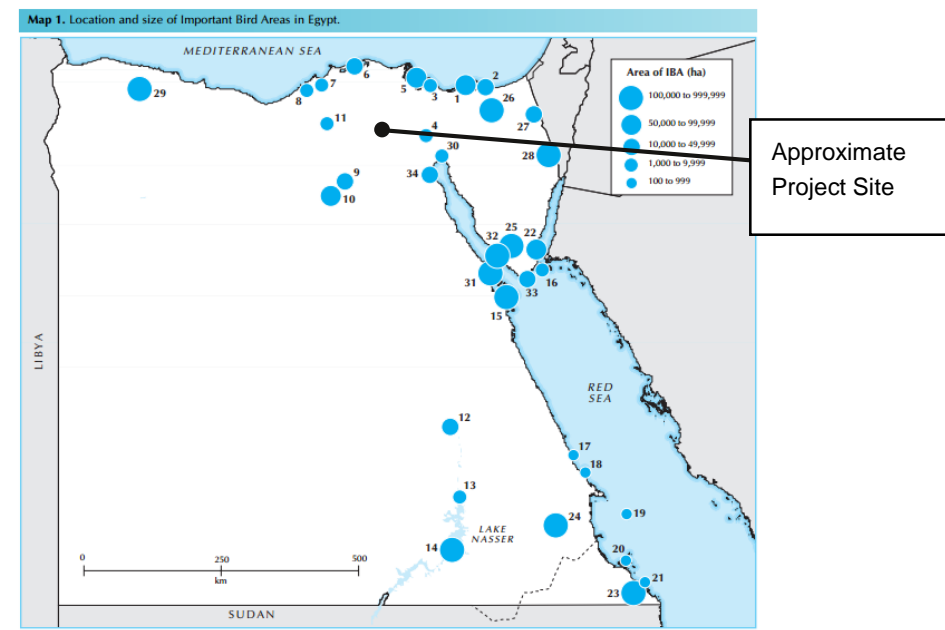 Map 1. Location and size of Important Bird Areas in Egypt.
MEDITERRANEAN SEA
Area of IBA (ha)
100,000 to 999,999
50,000 to 99,999
10,000 to 49,999
1,000 to 9,999
100 to 999
Approximate
Project Site
29
8
7
6
5
3
1
2
26
27
11
4
30
28
34
9
10
32
25
22
31
33
16
15
LIBYA
RED
SEA
12
17
18
13
19
24
LAKE
NASSER
14
20
21
23
0
250
500
km
SUDAN